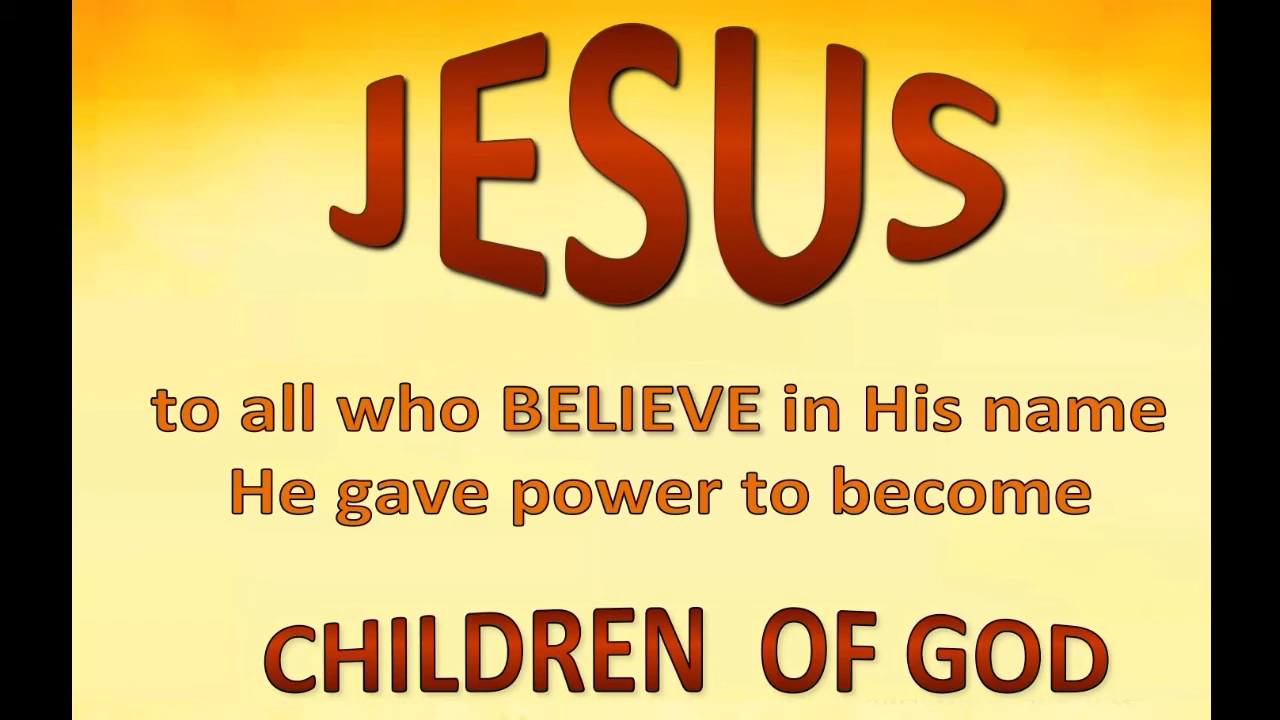 JESUS
to all who BELIEVE in His name
He gave power to become
CHILDREN OF GOD